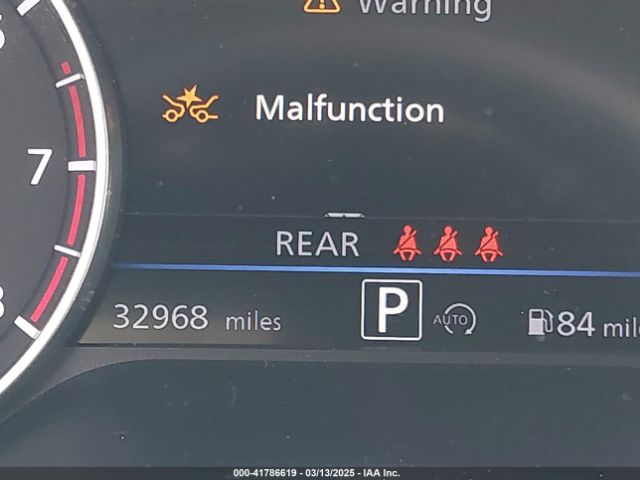 Warning
Malfunction
7
REAR
32968 miles
P
AUTO
84
000-41786619 - 03/13/2025 - IAA Inc.